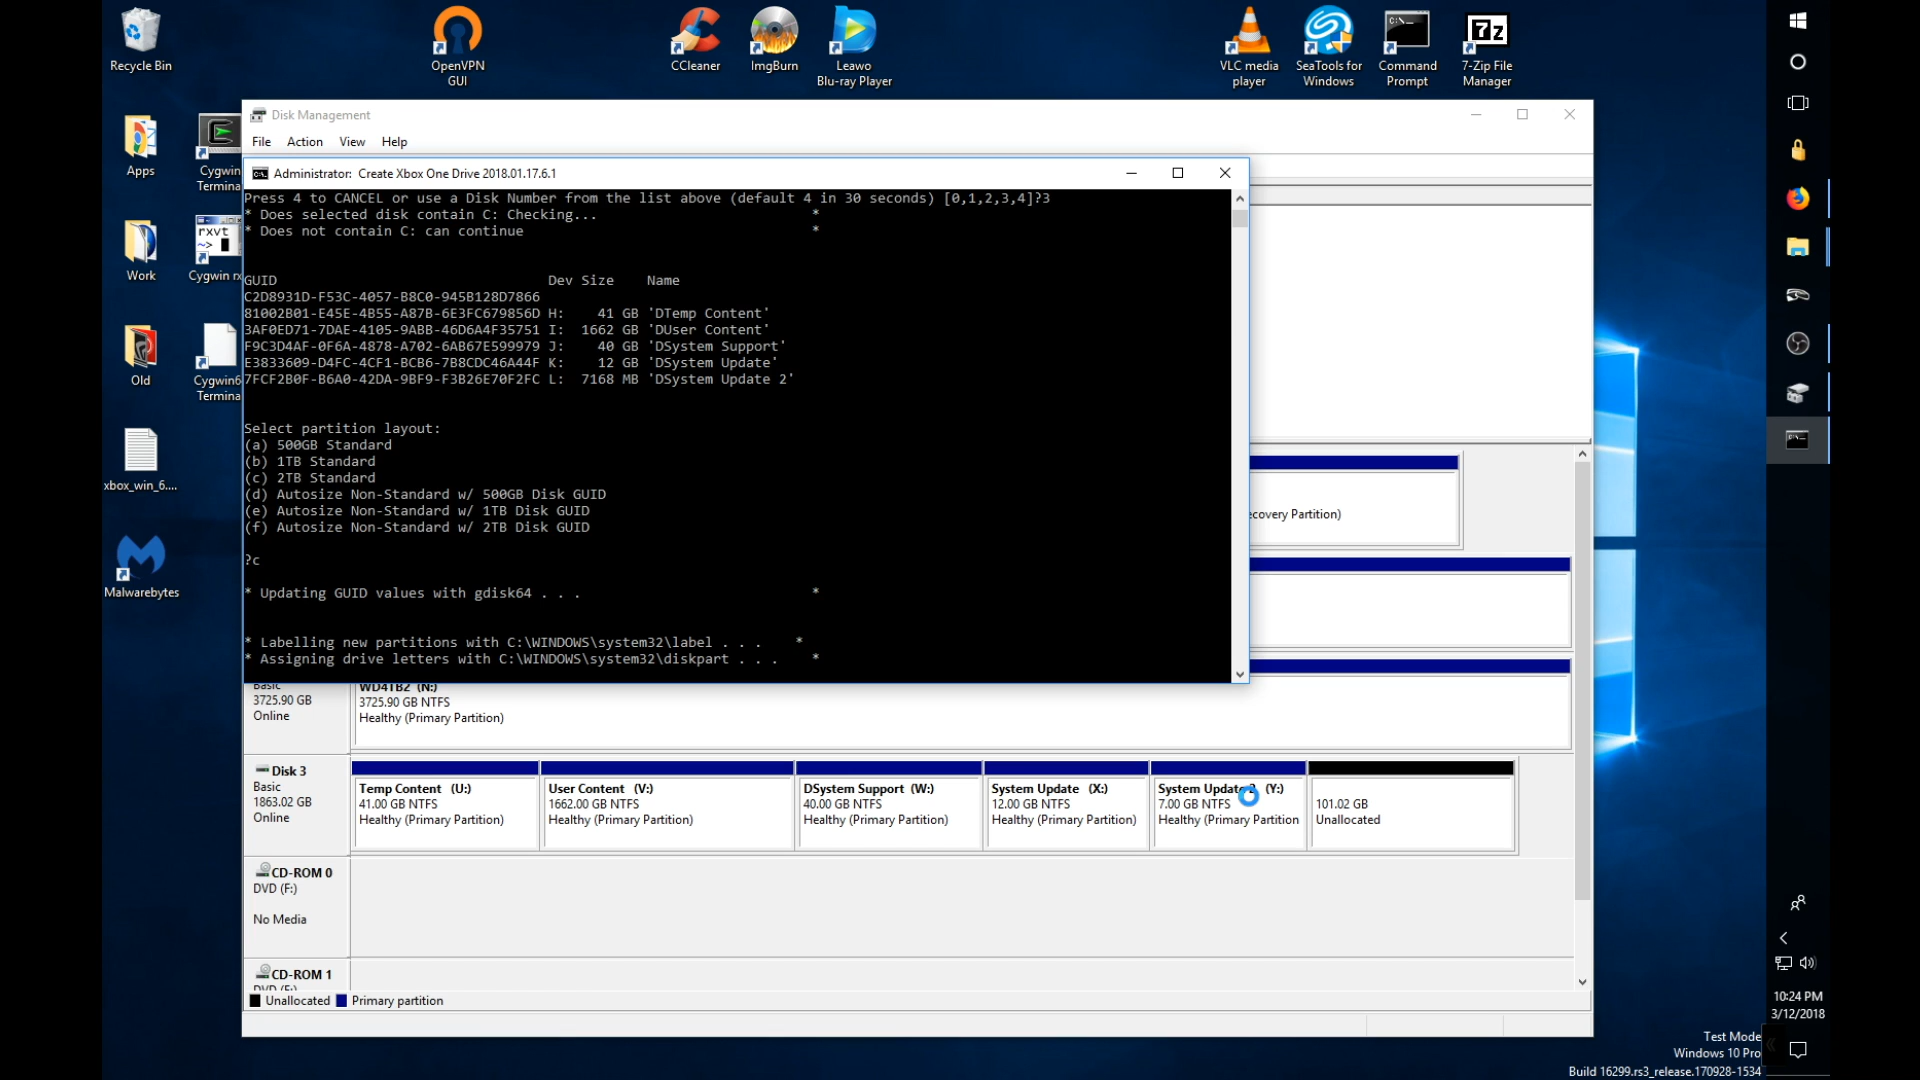 Recycle Bin
OpenVPN
GUI
CCleaner
ImgBurn
Leawo
Blu-ray Player
VLC media
player
SeaTools for
Windows
Command
Prompt
7-Zip File
Manager
Apps
Cygwin
Termina
Work
rxvt
~>
Cygwin rx
Old
Cygwin6
Termina
xbox_win_6....
Malwarebytes
Disk Management
File Action View Help
Administrator: Create Xbox One Drive 2018.01.17.6.1
Press 4 to CANCEL or use a Disk Number from the list above (default 4 in 30 seconds) [0,1,2,3,4]?3
* Does selected disk contain C: Checking... *
* Does not contain C: can continue *
GUID Dev Size Name
C2D8931D-F53C-4057-B8C0-945B128D7866
81002B01-E45E-4B55-A87B-6E3FC679856D H: 41 GB 'DTemp Content'
3AF0ED71-7DAE-4105-9ABB-46D6A4F35751 I: 1662 GB 'DUser Content'
F9C3D4AF-0F6A-4878-A702-6AB67E599979 J: 40 GB 'DSystem Support'
E3833609-D4FC-4CF1-BCB6-7B8CDC46A44F K: 12 GB 'DSystem Update'
7FCF2B0F-B6A0-42DA-9BF9-F3B26E70F2FC L: 7168 MB 'DSystem Update 2'
Select partition layout:
(a) 500GB Standard
(b) 1TB Standard
(c) 2TB Standard
(d) Autosize Non-Standard w/ 500GB Disk GUID
(e) Autosize Non-Standard w/ 1TB Disk GUID
(f) Autosize Non-Standard w/ 2TB Disk GUID
?c
* Updating GUID values with gdisk64 . . . *
* Labelling new partitions with C:\WINDOWS\system32\label . . . *
* Assigning drive letters with C:\WINDOWS\system32\diskpart . . . *
ecovery Partition)
Basic
3725.90 GB
Online
WD4TB2 (N:)
3725.90 GB NTFS
Healthy (Primary Partition)
Disk 3
Basic
1863.02 GB
Online
Temp Content (U:)
41.00 GB NTFS
Healthy (Primary Partition)
User Content (V:)
1662.00 GB NTFS
Healthy (Primary Partition)
DSystem Support (W:)
40.00 GB NTFS
Healthy (Primary Partition)
System Update (X:)
12.00 GB NTFS
Healthy (Primary Partition)
System Update 2 (Y:)
7.00 GB NTFS
Healthy (Primary Partition
101.02 GB
Unallocated
CD-ROM 0
DVD (F:)
No Media
CD-ROM 1
Unallocated Primary partition
10:24 PM
3/12/2018
Test Mode
Windows 10 Pro
Build 16299.rs3_release.170928-1534